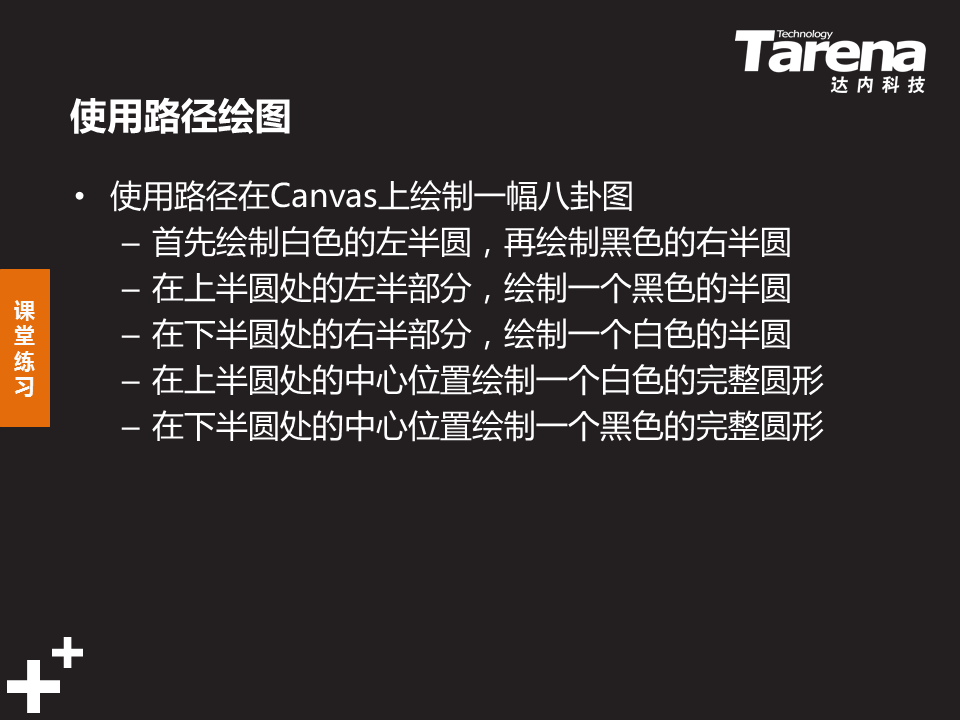 Technology
Tarena
达内科技
使用路径绘图
• 使用路径在Canvas上绘制一幅八卦图
– 首先绘制白色的左半圆，再绘制黑色的右半圆
– 在上半圆处的左半部分，绘制一个黑色的半圆
– 在下半圆处的右半部分，绘制一个白色的半圆
– 在上半圆处的中心位置绘制一个白色的完整圆形
– 在下半圆处的中心位置绘制一个黑色的完整圆形
课
堂
练
习